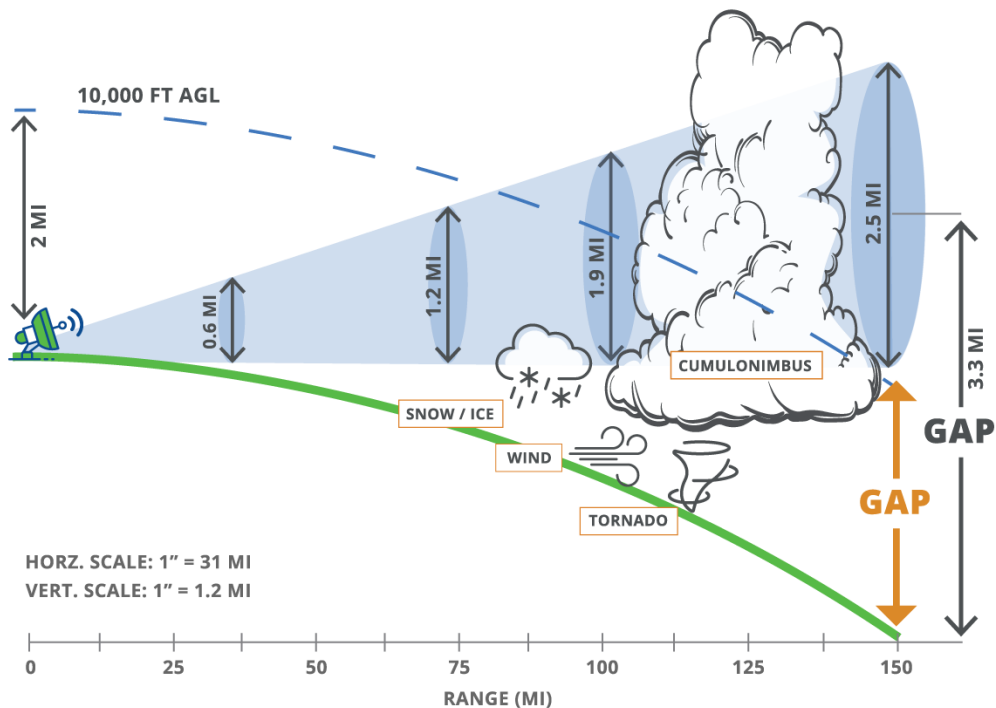 10,000 FT AGL
2 MI
0.6 MI
1.2 MI
1.9 MI
2.5 MI
3.3 MI
CUMULONIMBUS
SNOW / ICE
GAP
WIND
GAP
TORNADO
HORZ. SCALE: 1” = 31 MI
VERT. SCALE: 1” = 1.2 MI
0 25 50 75 100 125 150
RANGE (MI)